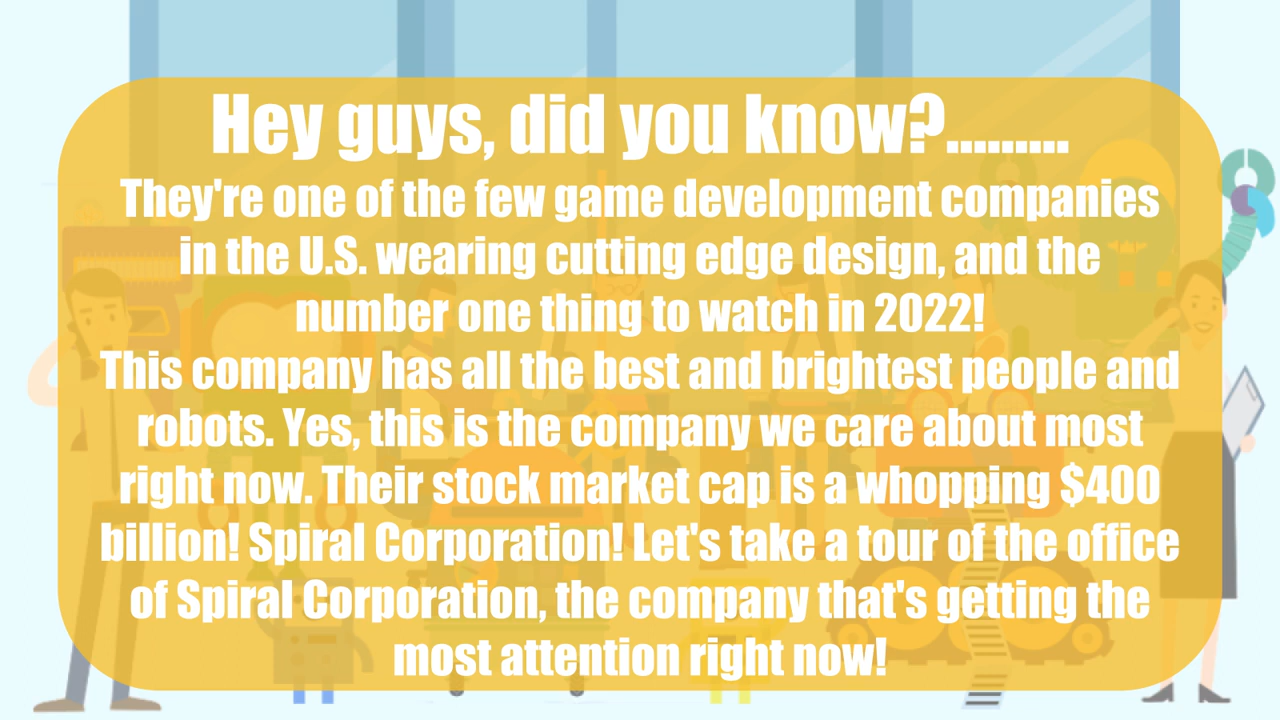 Hey guys, did you know?.........
They're one of the few game development companies
in the U.S. wearing cutting edge design, and the
number one thing to watch in 2022!
This company has all the best and brightest people and
robots. Yes, this is the company we care about most
right now. Their stock market cap is a whopping $400
billion! Spiral Corporation! Let's take a tour of the office
of Spiral Corporation, the company that's getting the
most attention right now!